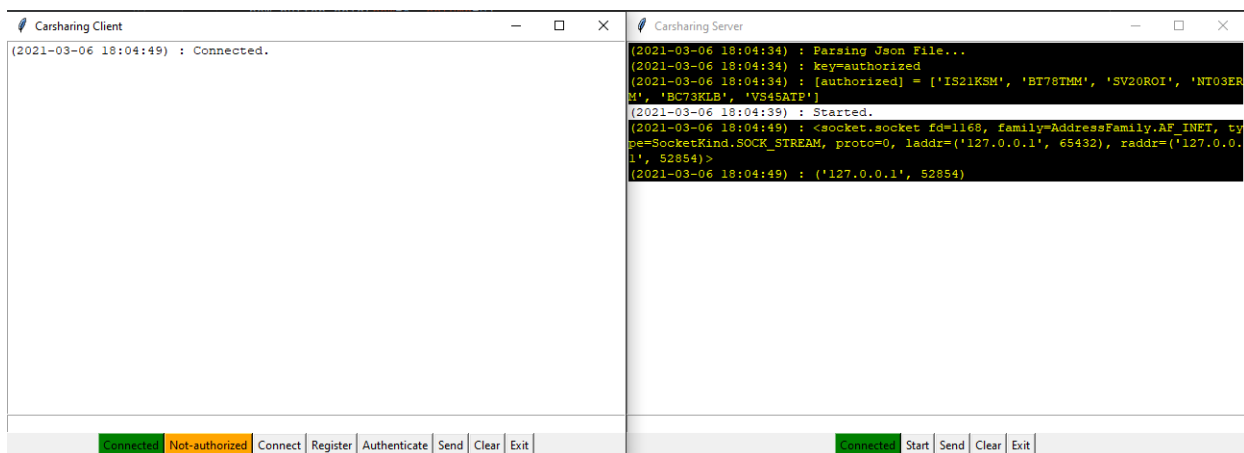 Carsharing Client
(2021-03-06 18:04:49) : Connected.
Connected Not-authorized Connect Register Authenticate Send Clear Exit
Carsharing Server
(2021-03-06 18:04:34) : Parsing Json File...
(2021-03-06 18:04:34) : key=authorized
(2021-03-06 18:04:34) : [authorized] = ['IS21KSM', 'BT78TMM', 'SV20ROI', 'NT03ER
M', 'BC73KLB', 'VS45ATP']
(2021-03-06 18:04:39) : Started.
(2021-03-06 18:04:49) : <socket.socket fd=1168, family=AddressFamily.AF_INET, ty
pe=SocketKind.SOCK_STREAM, proto=0, laddr=('127.0.0.1', 65432), raddr=('127.0.0.
1', 52854)>
(2021-03-06 18:04:49) : ('127.0.0.1', 52854)
Connected Start Send Clear Exit